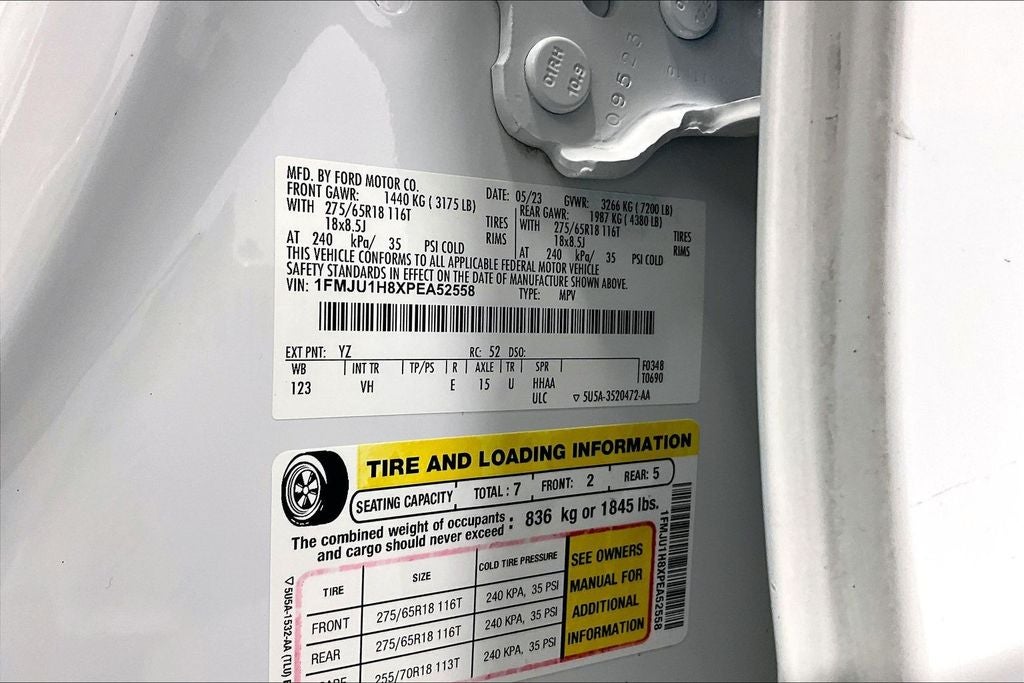 01RH
10.9
09523
MFD. BY FORD MOTOR CO.
DATE: 05/23 GVWR: 3266 KG ( 7200 LB)
FRONT GAWR: 1440 KG ( 3175 LB)
REAR GAWR: 1987 KG ( 4380 LB)
WITH 275/65R18 116T TIRES
WITH 275/65R18 116T TIRES
18x8.5J RIMS
18x8.5J RIMS
AT 240 kPa/ 35 PSI COLD
AT 240 kPa/ 35 PSI COLD
THIS VEHICLE CONFORMS TO ALL APPLICABLE FEDERAL MOTOR VEHICLE
SAFETY STANDARDS IN EFFECT ON THE DATE OF MANUFACTURE SHOWN ABOVE.
VIN: 1FMJU1H8XPEA52558 TYPE: MPV
EXT PNT: YZ RC: 52 DSO:
WB INT TR TP/PS R AXLE TR SPR F0348
123 VH E 15 U HHAA T0690
ULC ▽ 5U5A-3520472-AA
TIRE AND LOADING INFORMATION
SEATING CAPACITY TOTAL : 7 FRONT: 2 REAR: 5
The combined weight of occupants and cargo should never exceed : 836 kg or 1845 lbs.
TIRE SIZE COLD TIRE PRESSURE
FRONT 275/65R18 116T 240 KPA, 35 PSI
REAR 275/65R18 116T 240 KPA, 35 PSI
255/70R18 113T 240 KPA, 35 PSI
SEE OWNERS
MANUAL FOR
ADDITIONAL
INFORMATION
1FMJU1H8XPEA52558
▽ 5U5A-1532-AA (TLU)